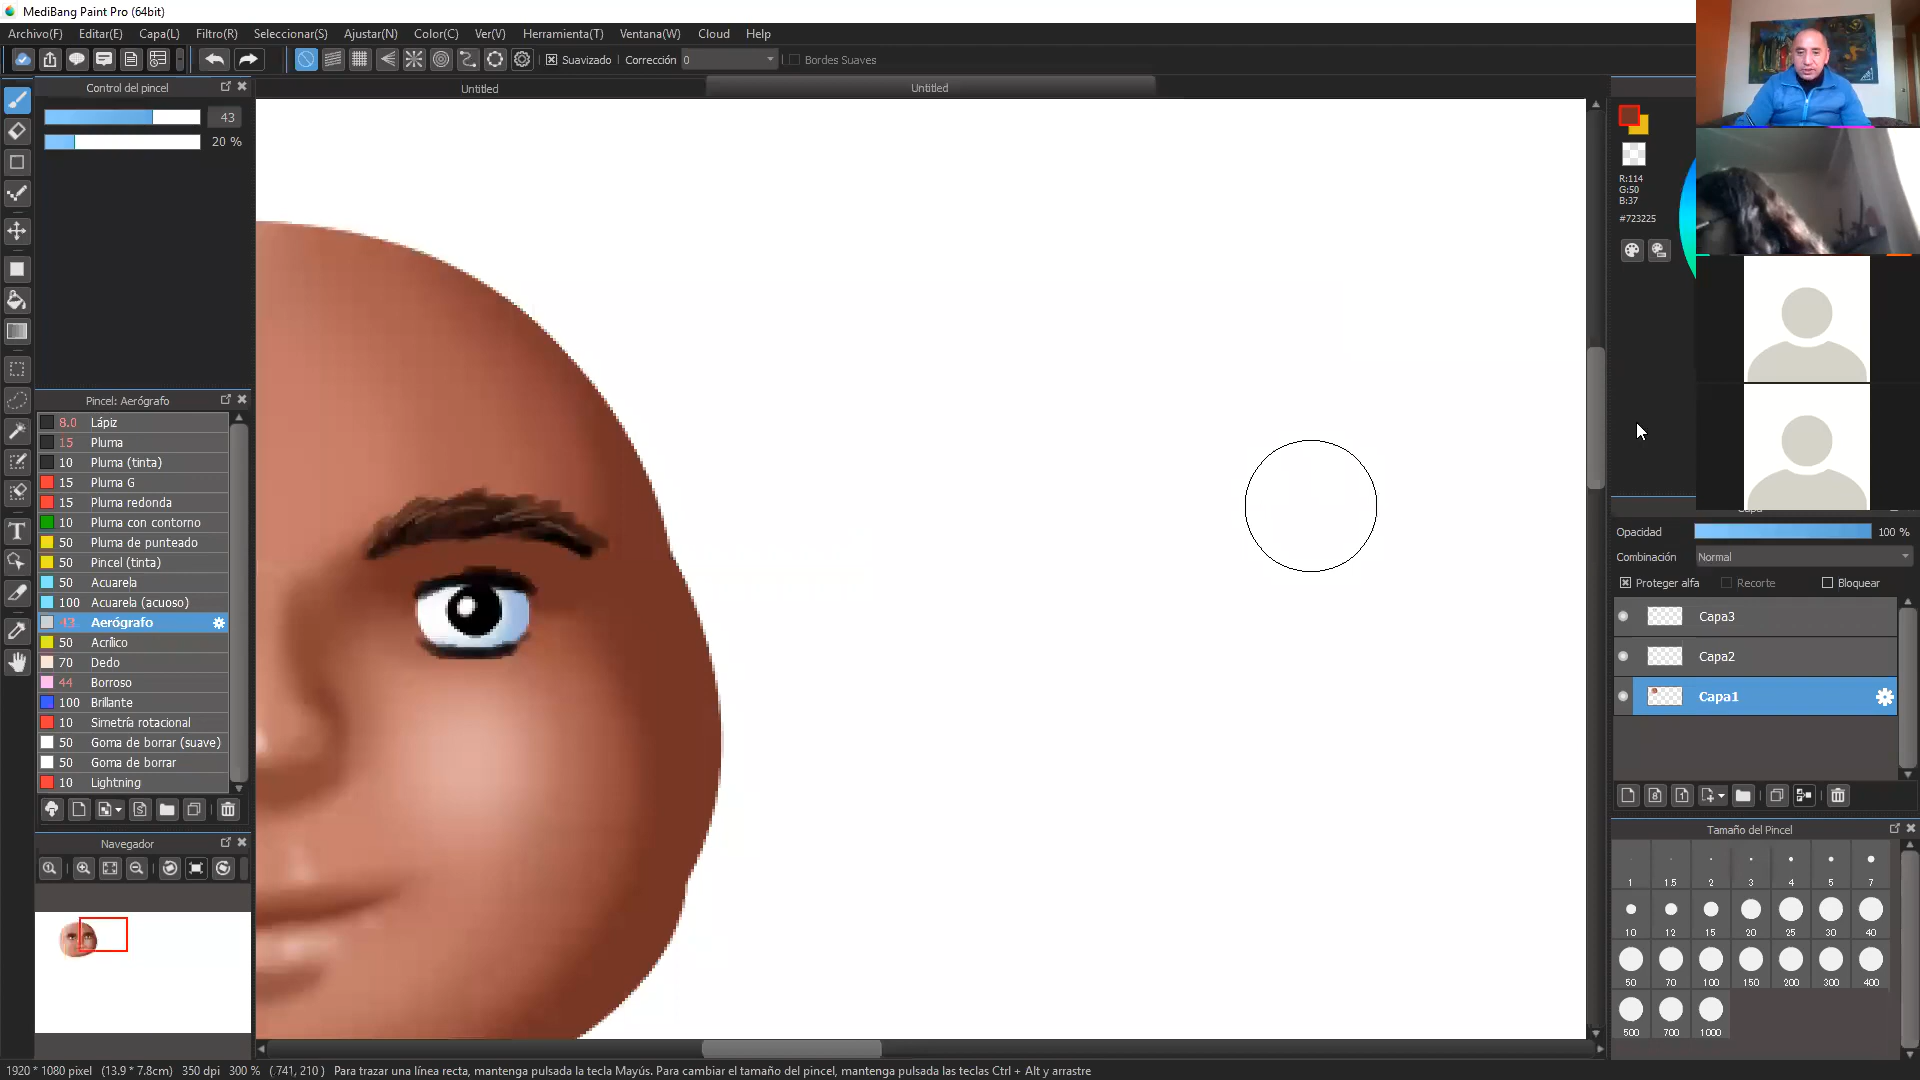 MediBang Paint Pro (64bit)
Archivo(F) Editar(E) Capa(L) Filtro(R) Seleccionar(S) Ajustar(N) Color(C) Ver(V) Herramienta(T) Ventana(W) Cloud Help
Suavizado Corrección 0 Bordes Suaves
Control del pincel
43
20 %
Untitled Untitled
R:114
G:50
B:37
#723225
Pincel: Aerógrafo
8.0 Lápiz
15 Pluma
10 Pluma (tinta)
15 Pluma G
15 Pluma redonda
10 Pluma con contorno
50 Pluma de punteado
50 Pincel (tinta)
50 Acuarela
100 Acuarela (acuoso)
43 Aerógrafo
50 Acrílico
70 Dedo
44 Borroso
100 Brillante
10 Simetría rotacional
50 Goma de borrar (suave)
50 Goma de borrar
10 Lightning
Navegador
Opacidad 100 %
Combinación Normal
Proteger alfa Recorte Bloquear
Capa3
Capa2
Capa1
Tamaño del Pincel
1 1.5 2 3 4 5 7
10 12 15 20 25 30 40
50 70 100 150 200 300 400
500 700 1000
1920 * 1080 pixel (13.9 * 7.8cm) 350 dpi 300 % (.741, 210 ) Para trazar una línea recta, mantenga pulsada la tecla Mayús. Para cambiar el tamaño del pincel, mantenga pulsada las teclas Ctrl + Alt y arrastre